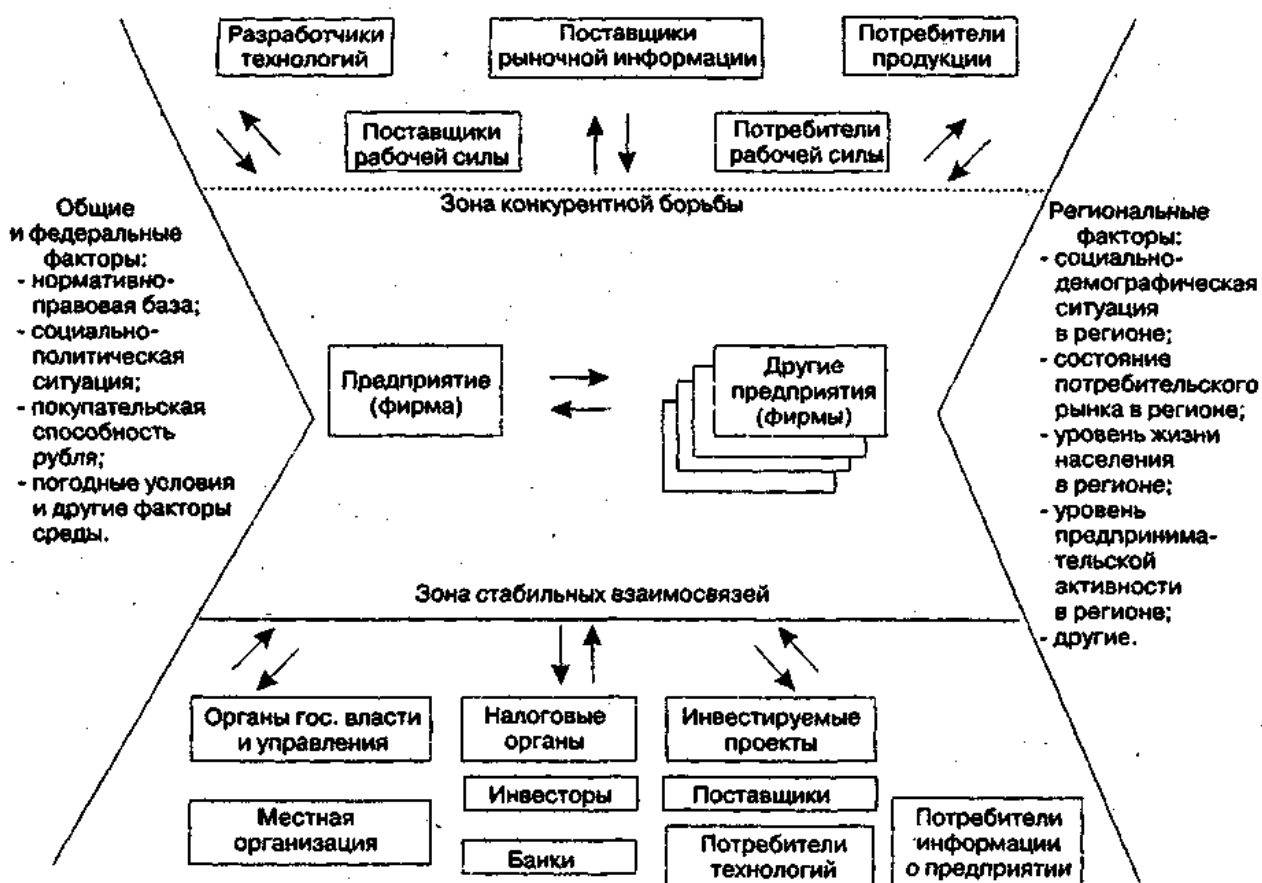 Разработчики
технологий
Поставщики
рыночной информации
Потребители
продукции
Поставщики
рабочей силы
Потребители
рабочей силы
Зона конкурентной борьбы
Общие
и федеральные
факторы:
- нормативно-
правовая база;
- социально-
политическая
ситуация;
- покупательская
способность
рубля;
- погодные условия
и другие факторы
среды.
Предприятие
(фирма)
Другие
предприятия
(фирмы)
Региональные
факторы:
- социально-
демографическая
ситуация
в регионе;
- состояние
потребительского
рынка в регионе;
- уровень жизни
населения
в регионе;
- уровень
предпринима-
тельской
активности
в регионе;
- другие.
Зона стабильных взаимосвязей
Органы гос. власти
и управления
Налоговые
органы
Инвестируемые
проекты
Местная
организация
Инвесторы
Банки
Поставщики
Потребители
технологий
Потребители
информации
о предприятии